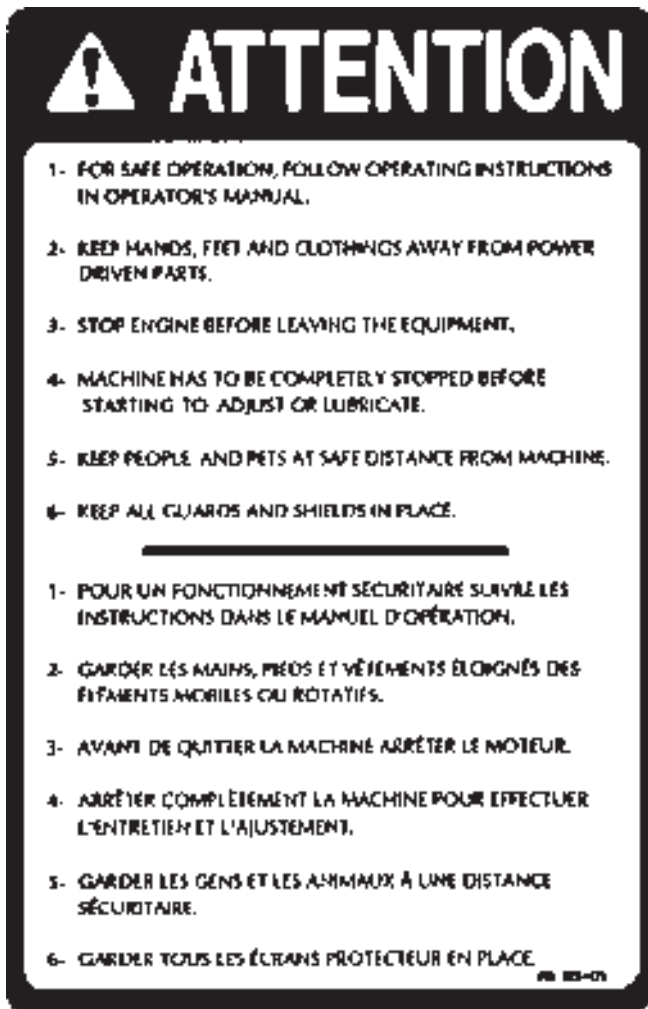 ATTENTION
1- FOR SAFE OPERATION, FOLLOW OPERATING INSTRUCTIONS
IN OPERATOR'S MANUAL.
2- KEEP HANDS, FEET AND CLOTHINGS AWAY FROM POWER
DRIVEN PARTS.
3- STOP ENGINE BEFORE LEAVING THE EQUIPMENT.
4- MACHINE HAS TO BE COMPLETELY STOPPED BEFORE
STARTING TO ADJUST OR LUBRICATE.
5- KEEP PEOPLE AND PETS AT SAFE DISTANCE FROM MACHINE.
6- KEEP ALL GUARDS AND SHIELDS IN PLACE.
1- POUR UN FONCTIONNEMENT SÉCURITAIRE SUIVRE LES
INSTRUCTIONS DANS LE MANUEL D'OPÉRATION.
2- GARDER LES MAINS, PIEDS ET VÊTEMENTS ÉLOIGNÉS DES
ÉLÉMENTS MOBILES OU ROTATIFS.
3- AVANT DE QUITTER LA MACHINE ARRÊTER LE MOTEUR.
4- ARRÊTER COMPLÈTEMENT LA MACHINE POUR EFFECTUER
L'ENTRETIEN ET L'AJUSTEMENT.
5- GARDER LES GENS ET LES ANIMAUX À UNE DISTANCE
SÉCURITAIRE.
6- GARDER TOUS LES ÉCRANS PROTECTEUR EN PLACE